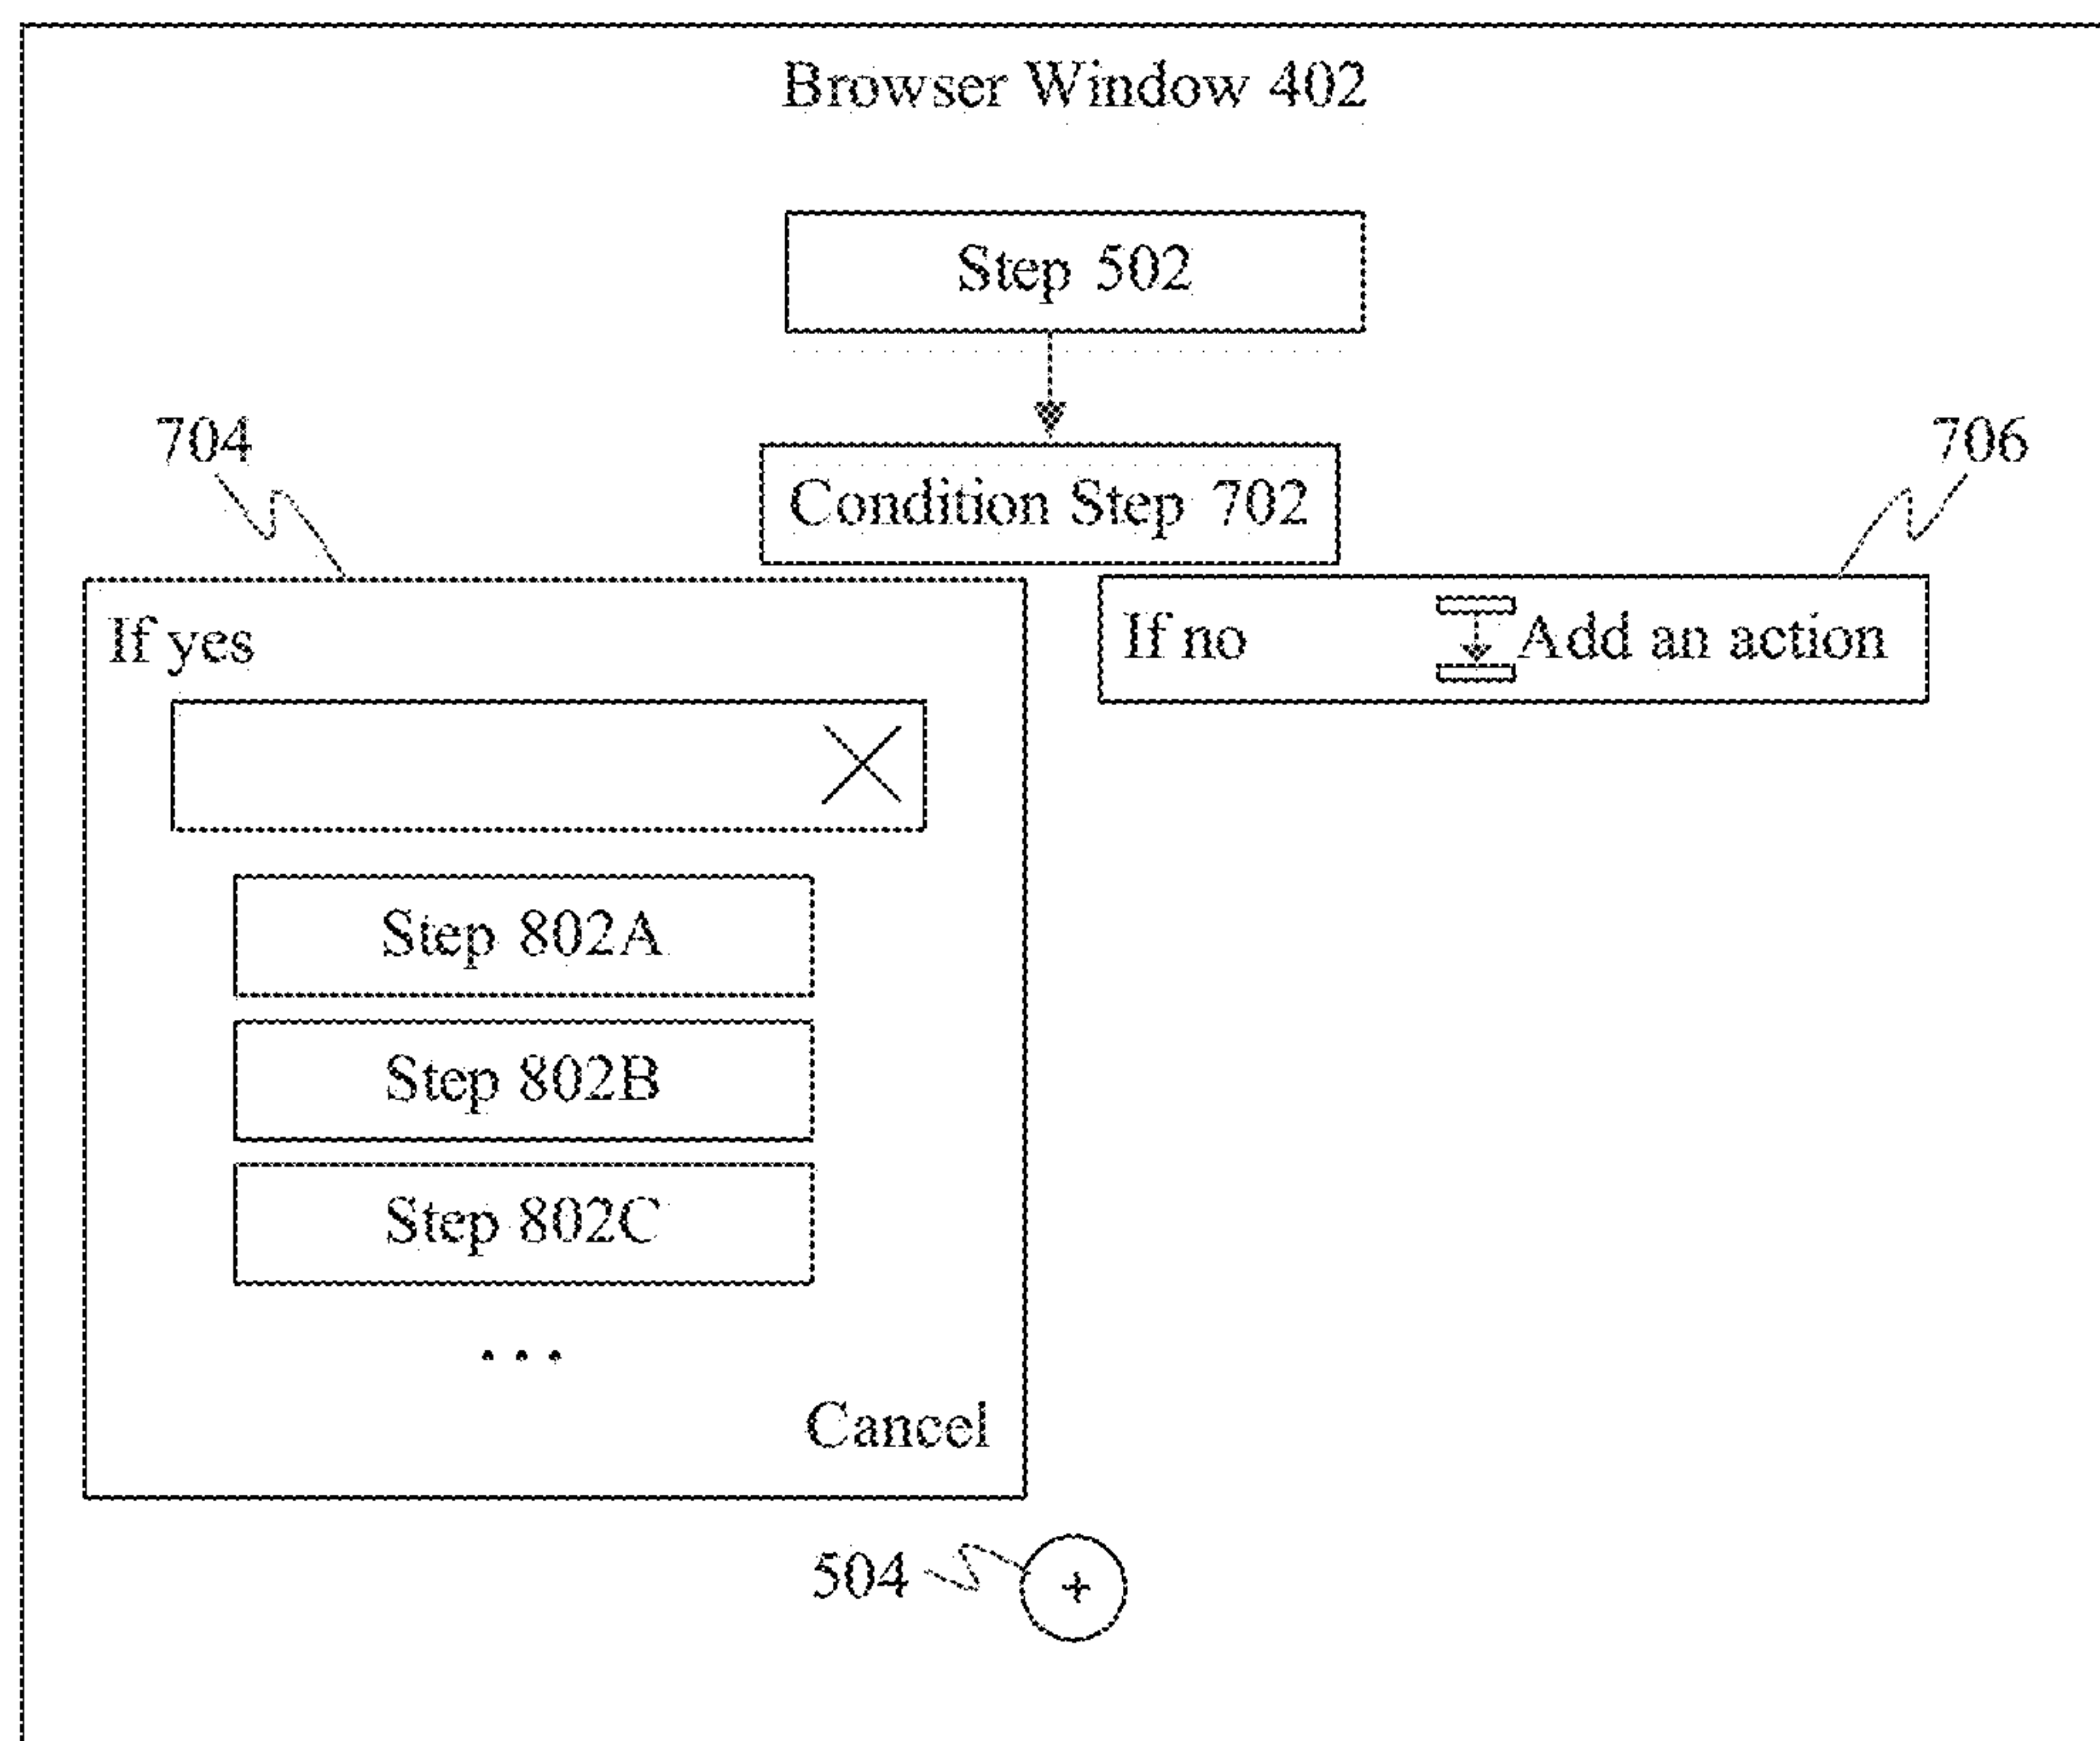 Browser Window 402
Step 502
704
706
Condition Step 702
If yes
If no
Add an action
Step 802A
Step 802B
Step 802C
...
Cancel
504
+